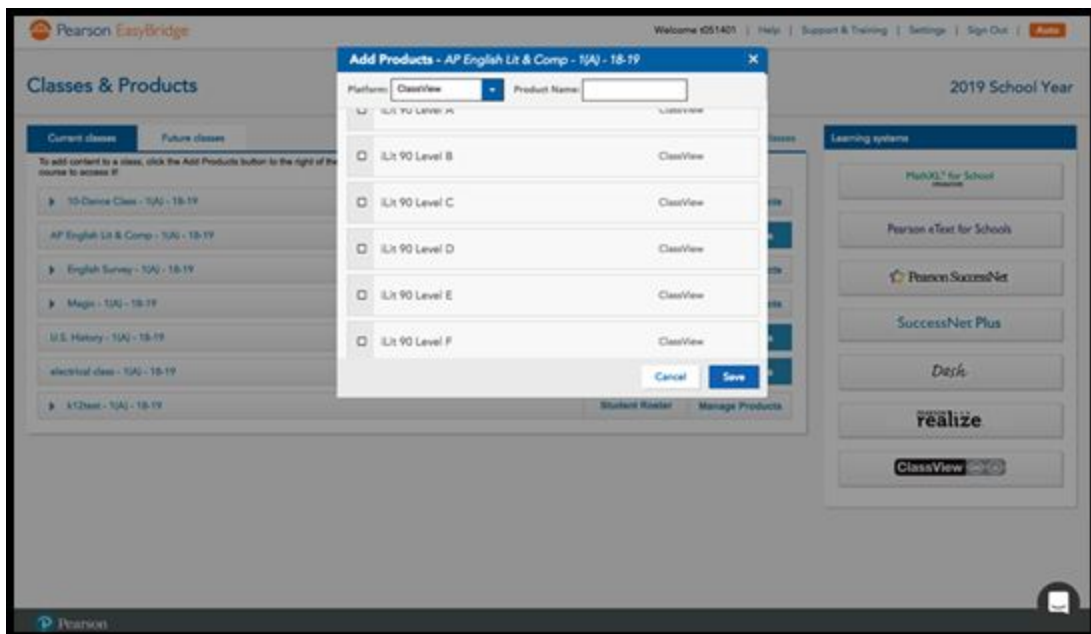 Pearson EasyBridge
Welcome t051401 | Help | Support & Training | Settings | Sign Out | Auto
Add Products - AP English Lit & Comp - 1(A) - 18-19
Platform: ClassView Product Name:
Classes & Products
2019 School Year
iLit 90 Level A ClassView
Current classes Future classes classes Learning systems
To add content to a class, click the Add Products button to the right of the
course to access it!
iLit 90 Level B ClassView
MathXL® for School
10-Dance Class - 1(A) - 18-19
iLit 90 Level C ClassView
AP English Lit & Comp - 1(A) - 18-19
Pearson eText for Schools
iLit 90 Level D ClassView
English Survey - 1(A) - 18-19
Pearson SuccessNet
Magic - 1(A) - 18-19
iLit 90 Level E ClassView
SuccessNet Plus
U.S. History - 1(A) - 18-19
iLit 90 Level F ClassView
electrical class - 1(A) - 18-19
Cancel Save
Dash
k12test - 1(A) - 18-19
Student Roster Manage Products
realize
ClassView
Pearson